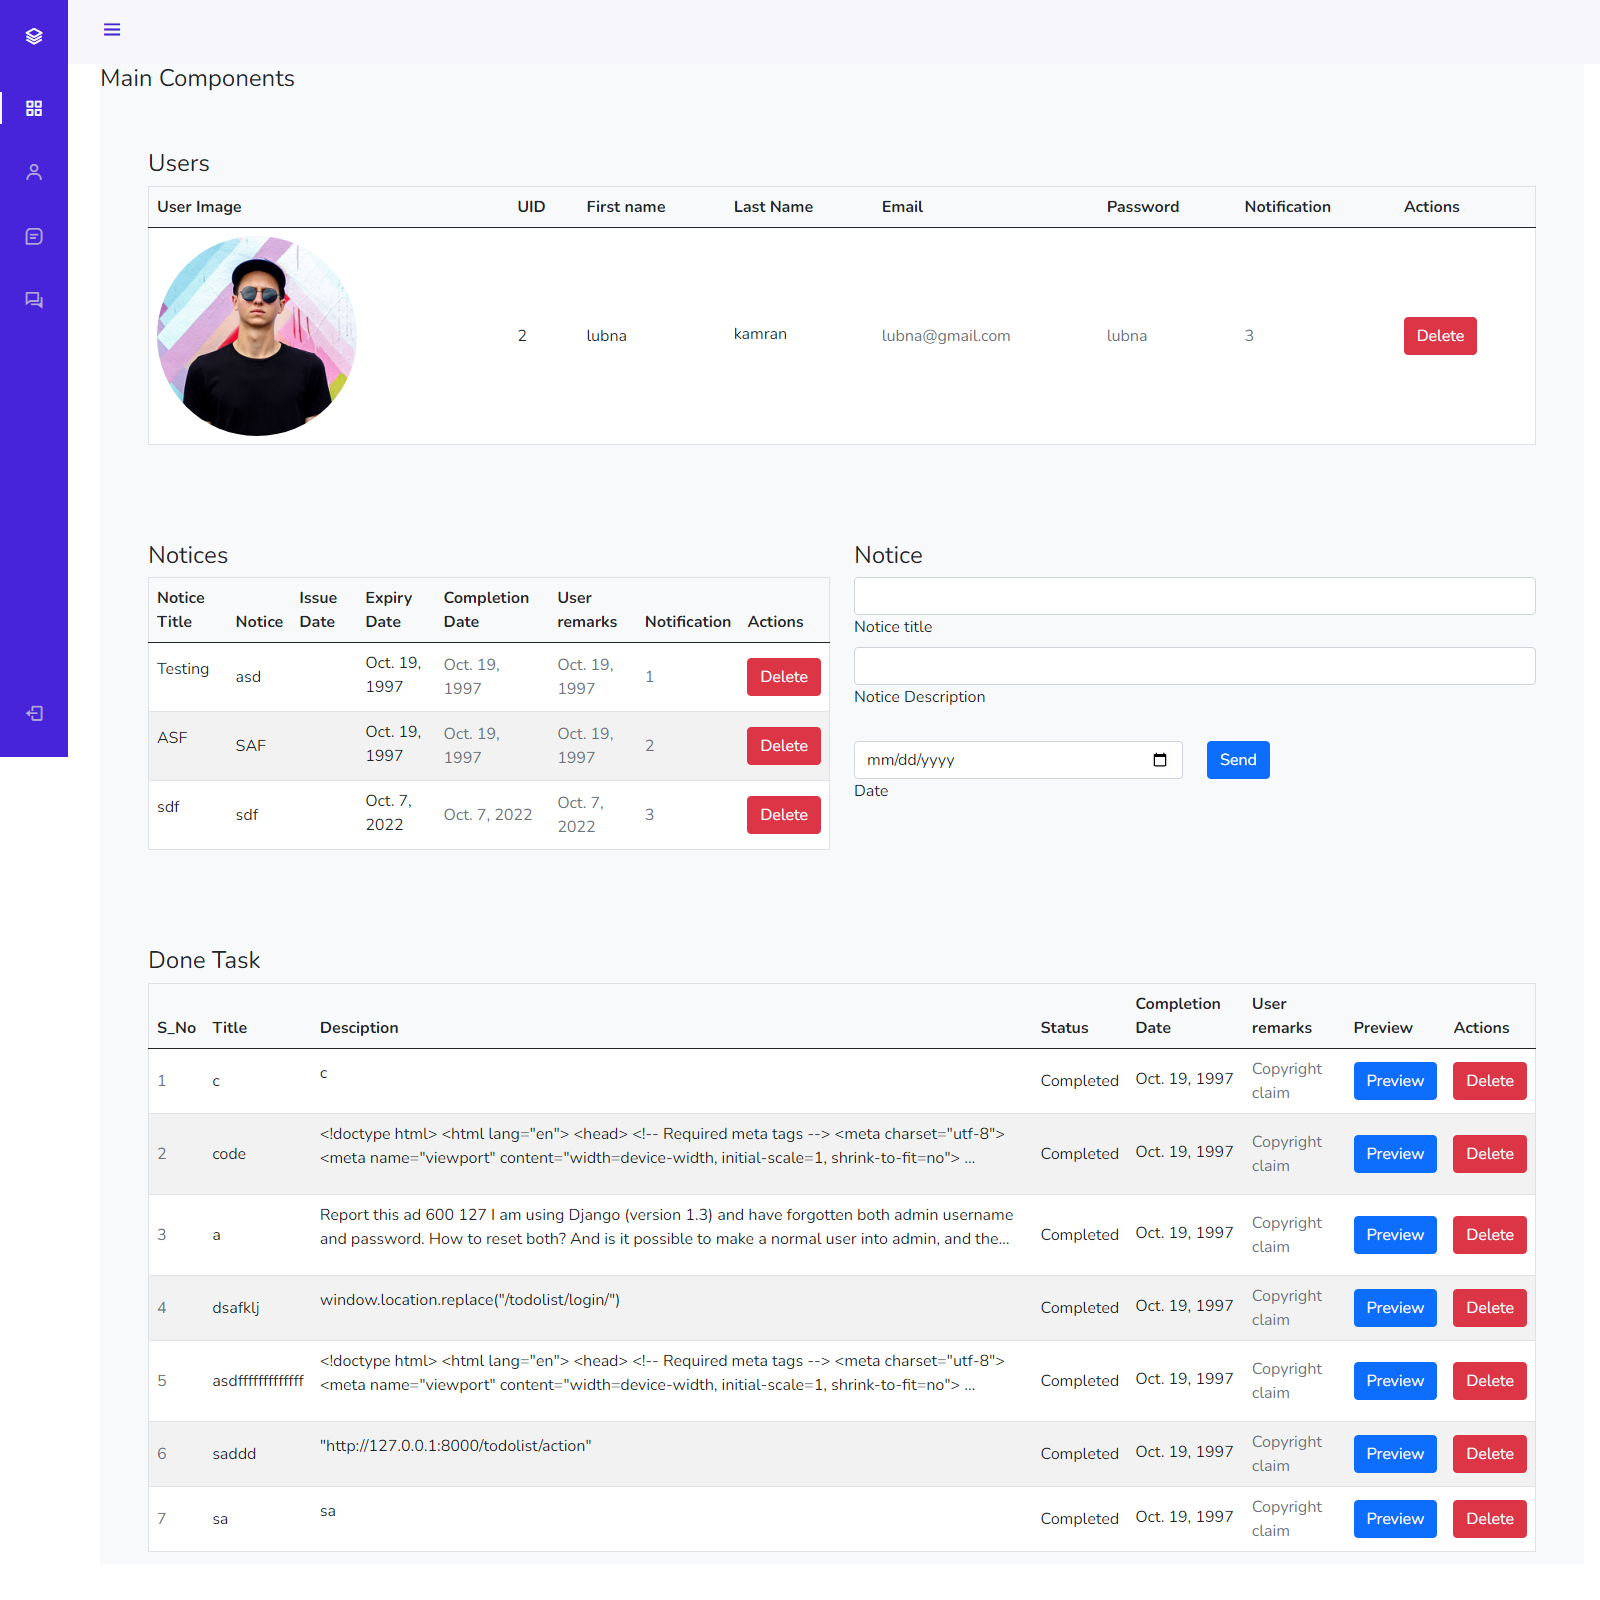 Main Components
Users
User Image UID First name Last Name Email Password Notification Actions
2 lubna kamran lubna@gmail.com lubna 3 Delete
Notices
Notice Title Notice Issue Date Expiry Date Completion Date User remarks Notification Actions
Testing asd Oct. 19, 1997 Oct. 19, 1997 Oct. 19, 1997 1 Delete
ASF SAF Oct. 19, 1997 Oct. 19, 1997 Oct. 19, 1997 2 Delete
sdf sdf Oct. 7, 2022 Oct. 7, 2022 Oct. 7, 2022 3 Delete
Notice
Notice title
Notice Description
mm/dd/yyyy Send
Date
Done Task
S_No Title Desciption Status Completion Date User remarks Preview Actions
1 c c Completed Oct. 19, 1997 Copyright claim Preview Delete
2 code <!doctype html> <html lang="en"> <head> <!-- Required meta tags --> <meta charset="utf-8">
<meta name="viewport" content="width=device-width, initial-scale=1, shrink-to-fit=no"> ... Completed Oct. 19, 1997 Copyright claim Preview Delete
3 a Report this ad 600 127 I am using Django (version 1.3) and have forgotten both admin username
and password. How to reset both? And is it possible to make a normal user into admin, and the... Completed Oct. 19, 1997 Copyright claim Preview Delete
4 dsafklj window.location.replace("/todolist/login/") Completed Oct. 19, 1997 Copyright claim Preview Delete
5 asdfffffffffffff <!doctype html> <html lang="en"> <head> <!-- Required meta tags --> <meta charset="utf-8">
<meta name="viewport" content="width=device-width, initial-scale=1, shrink-to-fit=no"> ... Completed Oct. 19, 1997 Copyright claim Preview Delete
6 saddd "http://127.0.0.1:8000/todolist/action" Completed Oct. 19, 1997 Copyright claim Preview Delete
7 sa sa Completed Oct. 19, 1997 Copyright claim Preview Delete